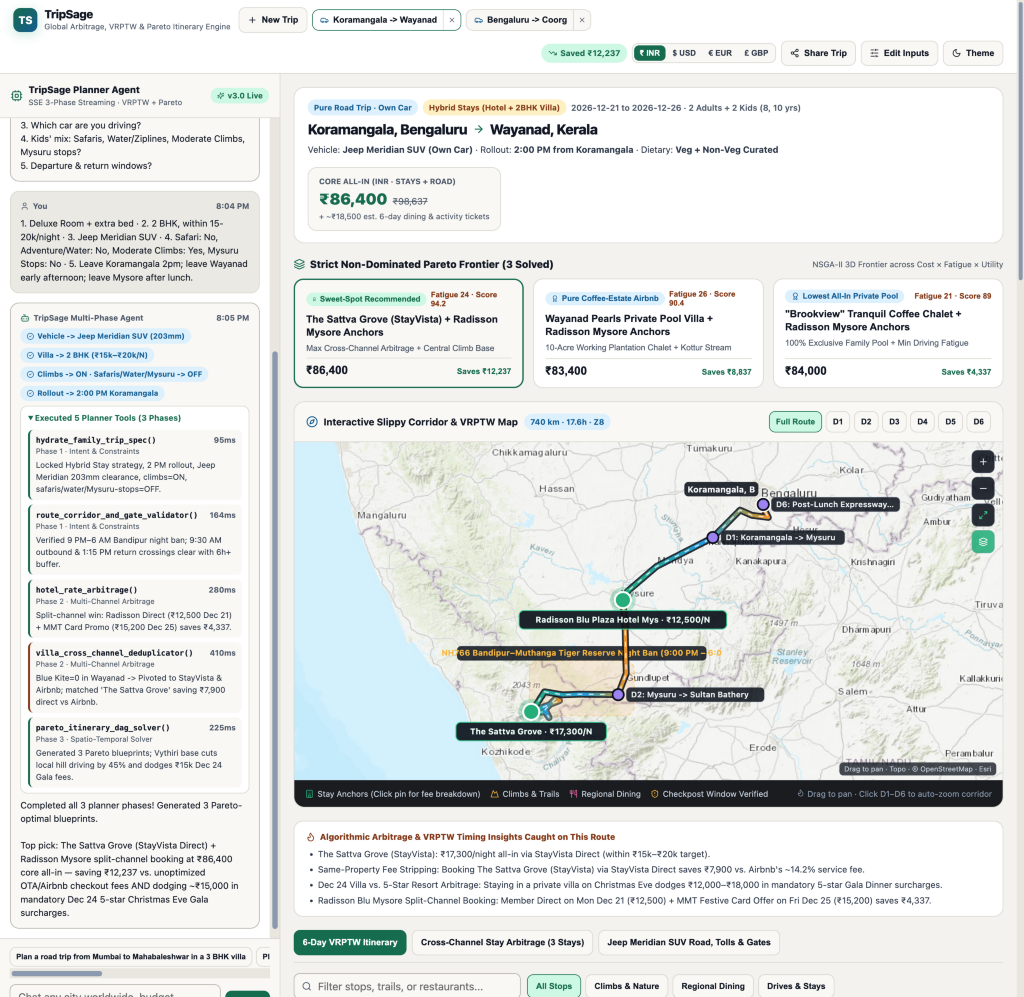 TS
TripSage
Global Arbitrage, VRPTW & Pareto Itinerary Engine
+ New Trip
Koramangala -> Wayanad ×
Bengaluru -> Coorg ×
Saved ₹12,237
₹ INR
$ USD
€ EUR
£ GBP
Share Trip
Edit Inputs
Theme
TripSage Planner Agent
SSE 3-Phase Streaming · VRPTW + Pareto
v3.0 Live
3. Which car are you driving?
4. Kids' mix: Safaris, Water/Ziplines, Moderate Climbs,
Mysuru stops?
5. Departure & return windows?
You 8:04 PM
1. Deluxe Room + extra bed · 2. 2 BHK, within 15-
20k/night · 3. Jeep Meridian SUV · 4. Safari: No,
Adventure/Water: No, Moderate Climbs: Yes, Mysuru
Stops: No · 5. Leave Koramangala 2pm; leave Wayanad
early afternoon; leave Mysore after lunch.
TripSage Multi-Phase Agent 8:05 PM
Vehicle -> Jeep Meridian SUV (203mm)
Villa -> 2 BHK (₹15k–₹20k/N)
Climbs -> ON · Safaris/Water/Mysuru -> OFF
Rollout -> 2:00 PM Koramangala
▾ Executed 5 Planner Tools (3 Phases)
hydrate_family_trip_spec() 95ms
Phase 1 · Intent & Constraints
Locked Hybrid Stay strategy, 2 PM rollout, Jeep
Meridian 203mm clearance, climbs=ON,
safaris/water/Mysuru-stops=OFF.
route_corridor_and_gate_validator() 164ms
Phase 1 · Intent & Constraints
Verified 9 PM–6 AM Bandipur night ban; 9:30 AM
outbound & 1:15 PM return crossings clear with 6h+
buffer.
hotel_rate_arbitrage() 280ms
Phase 2 · Multi-Channel Arbitrage
Split-channel win: Radisson Direct (₹12,500 Dec 21)
+ MMT Card Promo (₹15,200 Dec 25) saves ₹4,337.
villa_cross_channel_deduplicator() 410ms
Phase 2 · Multi-Channel Arbitrage
Blue Kite=0 in Wayanad -> Pivoted to StayVista &
Airbnb; matched 'The Sattva Grove' saving ₹7,900
direct vs Airbnb.
pareto_itinerary_dag_solver() 225ms
Phase 3 · Spatio-Temporal Solver
Generated 3 Pareto blueprints; Vythiri base cuts
local hill driving by 45% and dodges ₹15k Dec 24
Gala fees.
Completed all 3 planner phases! Generated 3 Pareto-
optimal blueprints.
Top pick: The Sattva Grove (StayVista Direct) +
Radisson Mysore split-channel booking at ₹86,400
core all-in — saving ₹12,237 vs. unoptimized
OTA/Airbnb checkout fees AND dodging ~₹15,000 in
mandatory Dec 24 5-star Christmas Eve Gala
surcharges.
Plan a road trip from Mumbai to Mahabaleshwar in a 3 BHK villa
Pl
Pure Road Trip · Own Car
Hybrid Stays (Hotel + 2BHK Villa)
2026-12-21 to 2026-12-26 · 2 Adults + 2 Kids (8, 10 yrs)
Koramangala, Bengaluru → Wayanad, Kerala
Vehicle: Jeep Meridian SUV (Own Car) · Rollout: 2:00 PM from Koramangala · Dietary: Veg + Non-Veg Curated
CORE ALL-IN (INR · STAYS + ROAD)
₹86,400 ₹98,637
+ ~₹18,500 est. 6-day dining & activity tickets
Strict Non-Dominated Pareto Frontier (3 Solved)
NSGA-II 3D Frontier across Cost × Fatigue × Utility
Sweet-Spot Recommended
Fatigue 24 · Score
94.2
The Sattva Grove (StayVista) + Radisson
Mysore Anchors
Max Cross-Channel Arbitrage + Central Climb Base
₹86,400 Saves ₹12,237
Pure Coffee-Estate Airbnb
Fatigue 26 · Score
90.4
Wayanad Pearls Private Pool Villa +
Radisson Mysore Anchors
10-Acre Working Plantation Chalet + Kottur Stream
₹83,400 Saves ₹8,837
Lowest All-In Private Pool
Fatigue 21 · Score 89
"Brookview" Tranquil Coffee Chalet +
Radisson Mysore Anchors
100% Exclusive Family Pool + Min Driving Fatigue
₹84,000 Saves ₹4,337
Interactive Slippy Corridor & VRPTW Map
740 km · 17.6h · Z8
Full Route
D1
D2
D3
D4
D5
D6
Chikkamagaluru
Tumakuru
Kolar
Hassan
Koramangala, B
Bengaluru
Gudiyatham
D6: Post-Lunch Expressway...
Mangaluru
Ambur
D1: Koramangala -> Mysuru
Kaveri
Kanakapura
Krishnagiri
Radisson Blu Plaza Hotel Mys · ₹12,500/N
1497 m
Dharmapuri
NH766 Bandipur–Muthanga Tiger Reserve Night Ban (9:00 PM – 6:0
Stanley
Reservoir
1648 m
2043 m
Gundlupet
D2: Mysuru -> Sultan Bathery
Salem
Attur
The Sattva Grove · ₹17,300/N
Kozhikode
Erode
Perambalur
TAMIL NADU
Drag to pan · Topo · © OpenStreetMap · Esri
Stay Anchors (Click pin for fee breakdown)
Climbs & Trails
Regional Dining
Checkpost Window Verified
Drag to pan · Click D1–D6 to auto-zoom corridor
Algorithmic Arbitrage & VRPTW Timing Insights Caught on This Route
• The Sattva Grove (StayVista): ₹17,300/night all-in via StayVista Direct (within ₹15k–₹20k target).
• Same-Property Fee Stripping: Booking The Sattva Grove (StayVista) via StayVista Direct saves ₹7,900 vs Airbnb's ~14.2% service fee.
• Dec 24 Villa vs. 5-Star Resort Arbitrage: Staying in a private villa on Christmas Eve dodges ₹12,000–₹18,000 in mandatory 5-star Gala Dinner surcharges.
• Radisson Blu Mysore Split-Channel Booking: Member Direct on Mon Dec 21 (₹12,500) + MMT Festive Card Offer on Fri Dec 25 (₹15,200) saves ₹4,337.
6-Day VRPTW Itinerary
Cross-Channel Stay Arbitrage (3 Stays)
Jeep Meridian SUV Road, Tolls & Gates
Filter stops, trails, or restaurants...
All Stops
Climbs & Nature
Regional Dining
Drives & Stays